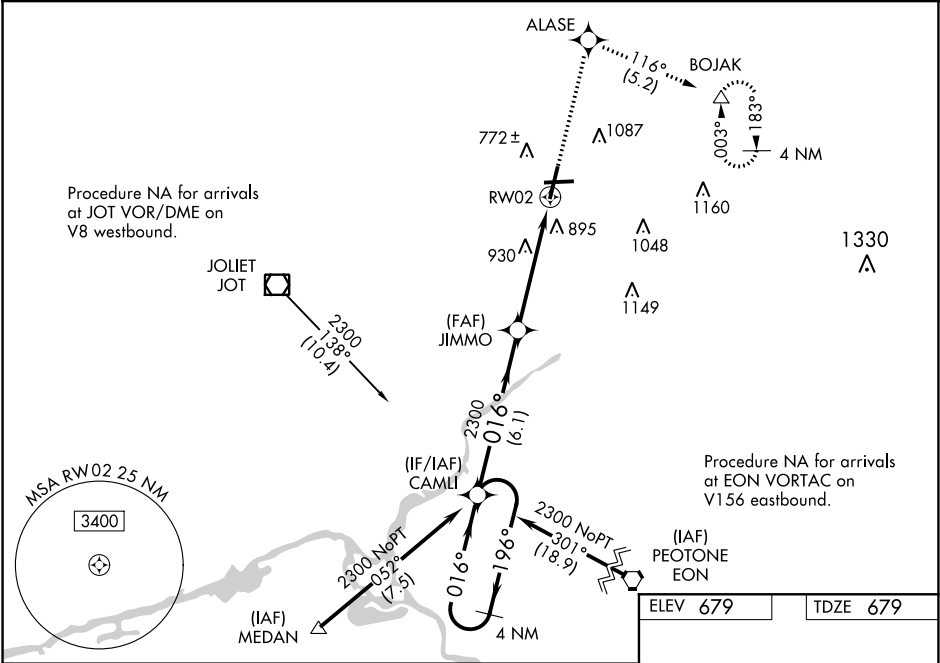 ALASE
116°
(5.2)
BOJAK
003°
183°
4 NM
772 ±
1087
RW02
1160
895
1048
930
1330
1149
Procedure NA for arrivals
at JOT VOR/DME on
V8 westbound.
JOLIET
JOT
2300
138°
(10.4)
(FAF)
JIMMO
2300
016°
(6.1)
(IF/IAF)
CAMLI
Procedure NA for arrivals
at EON VORTAC on
V156 eastbound.
MSA RW02 25 NM
3400
2300 NoPT
052°
(7.5)
016°
196°
4 NM
2300 NoPT
301°
(18.9)
(IAF)
PEOTONE
EON
(IAF)
MEDAN
ELEV 679
TDZE 679